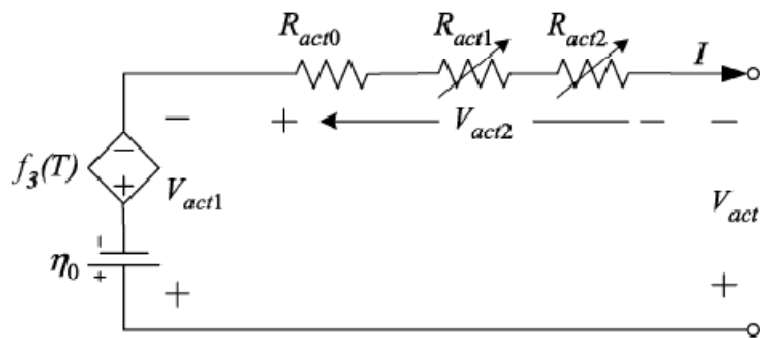 R_act0 R_act1 R_act2 I
− + V_act2 − −
f_3(T) − + V_act1 V_act
η_0 = + + +